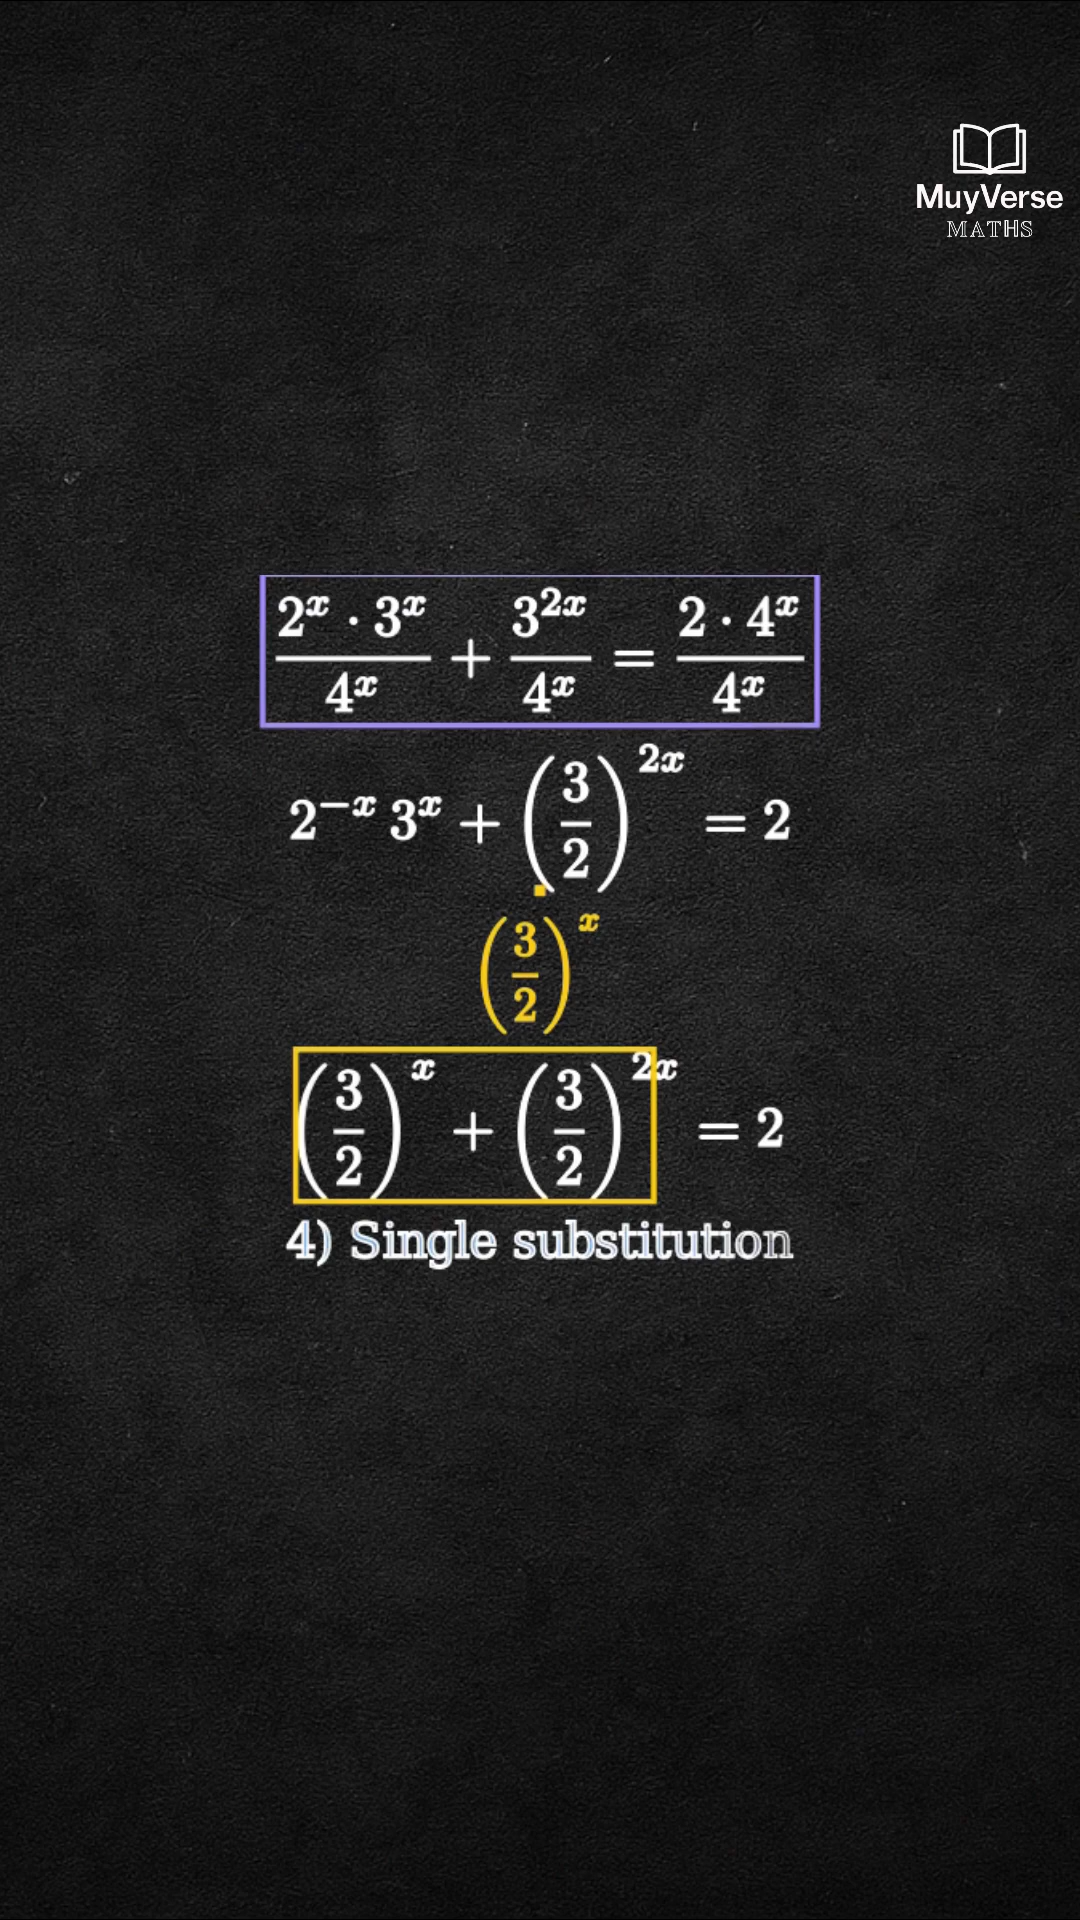 MuyVerse
MATHS
2^x · 3^x / 4^x + 3^{2x} / 4^x = 2 · 4^x / 4^x
2^{−x} 3^x + (3/2)^{2x} = 2
(3/2)^x
(3/2)^x + (3/2)^{2x} = 2
4) Single substitution